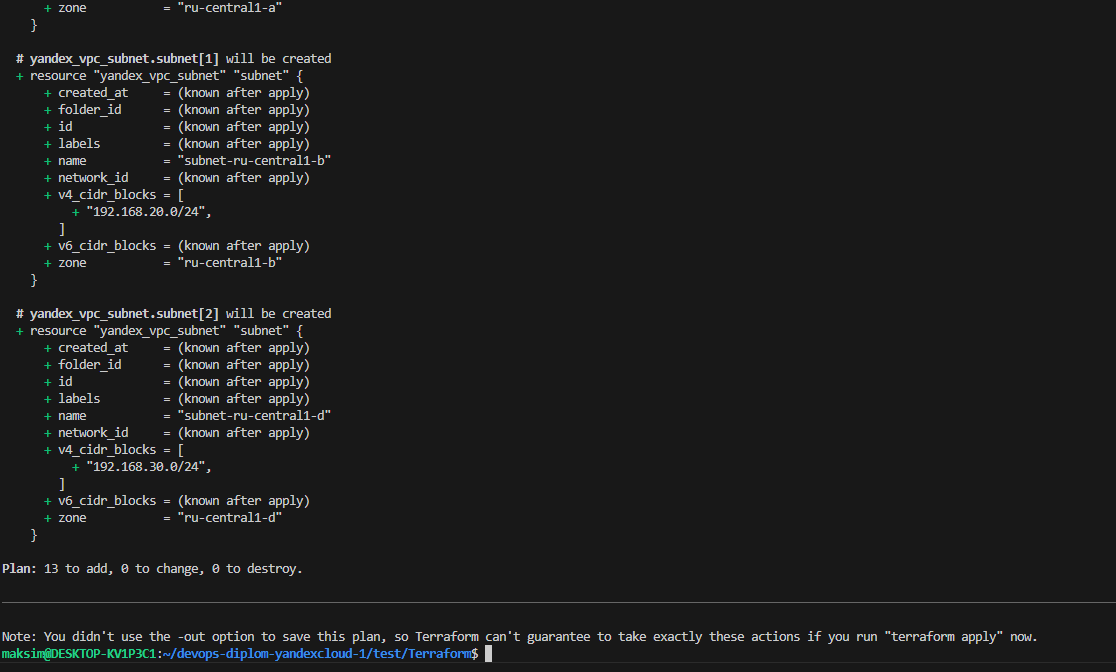 + zone = "ru-central1-a"
}
# yandex_vpc_subnet.subnet[1] will be created
+ resource "yandex_vpc_subnet" "subnet" {
+ created_at = (known after apply)
+ folder_id = (known after apply)
+ id = (known after apply)
+ labels = (known after apply)
+ name = "subnet-ru-central1-b"
+ network_id = (known after apply)
+ v4_cidr_blocks = [
+ "192.168.20.0/24",
]
+ v6_cidr_blocks = (known after apply)
+ zone = "ru-central1-b"
}
# yandex_vpc_subnet.subnet[2] will be created
+ resource "yandex_vpc_subnet" "subnet" {
+ created_at = (known after apply)
+ folder_id = (known after apply)
+ id = (known after apply)
+ labels = (known after apply)
+ name = "subnet-ru-central1-d"
+ network_id = (known after apply)
+ v4_cidr_blocks = [
+ "192.168.30.0/24",
]
+ v6_cidr_blocks = (known after apply)
+ zone = "ru-central1-d"
}
Plan: 13 to add, 0 to change, 0 to destroy.
Note: You didn't use the -out option to save this plan, so Terraform can't guarantee to take exactly these actions if you run "terraform apply" now.
maksim@DESKTOP-KV1P3C1:~/devops-diplom-yandexcloud-1/test/Terraform$